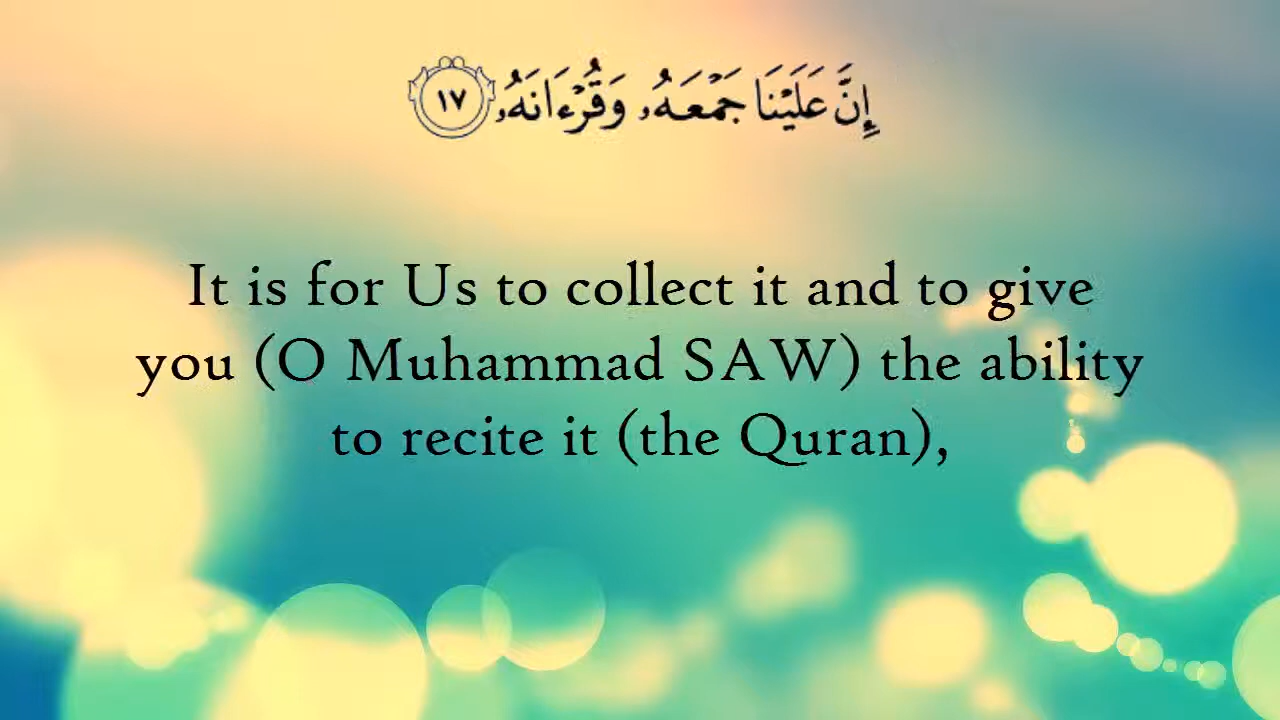 إِنَّ عَلَيْنَا جَمْعَهُۥ وَقُرْءَانَهُۥ ١٧
It is for Us to collect it and to give
you (O Muhammad SAW) the ability
to recite it (the Quran),